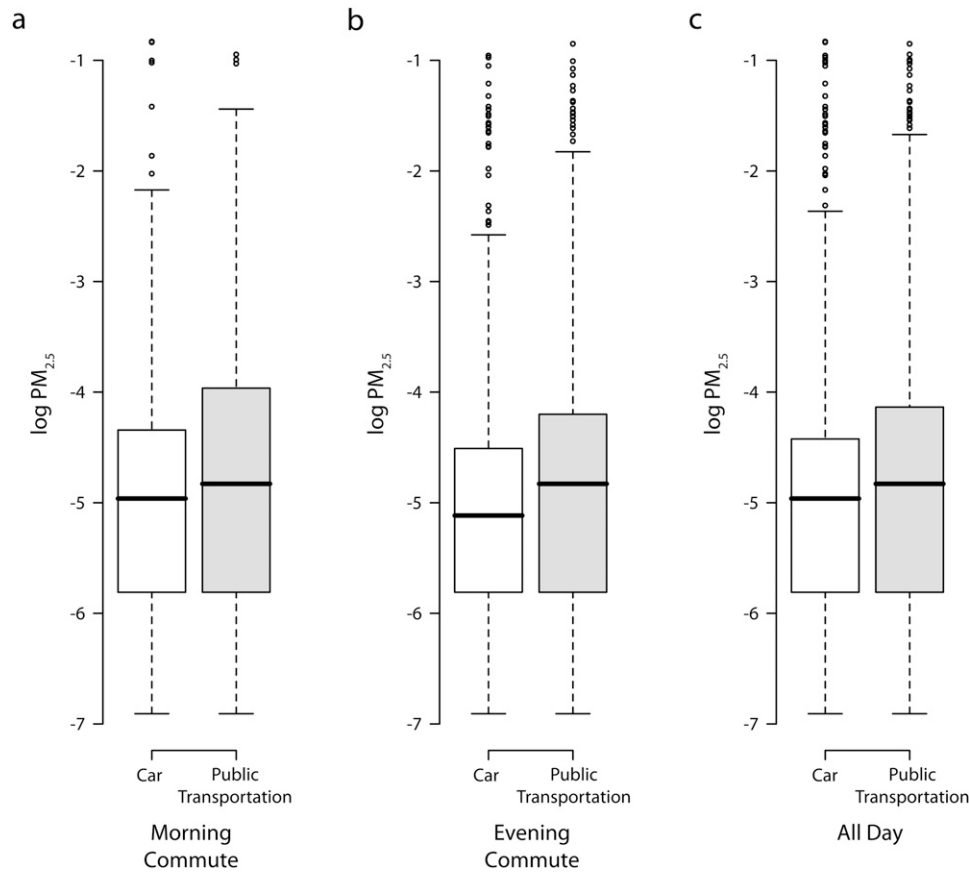 a
-1
-2
-3
-4
-5
-6
-7
log PM2.5
Car
Public
Transportation
Morning
Commute
b
-1
-2
-3
-4
-5
-6
-7
log PM2.5
Car
Public
Transportation
Evening
Commute
c
-1
-2
-3
-4
-5
-6
-7
log PM2.5
Car
Public
Transportation
All Day